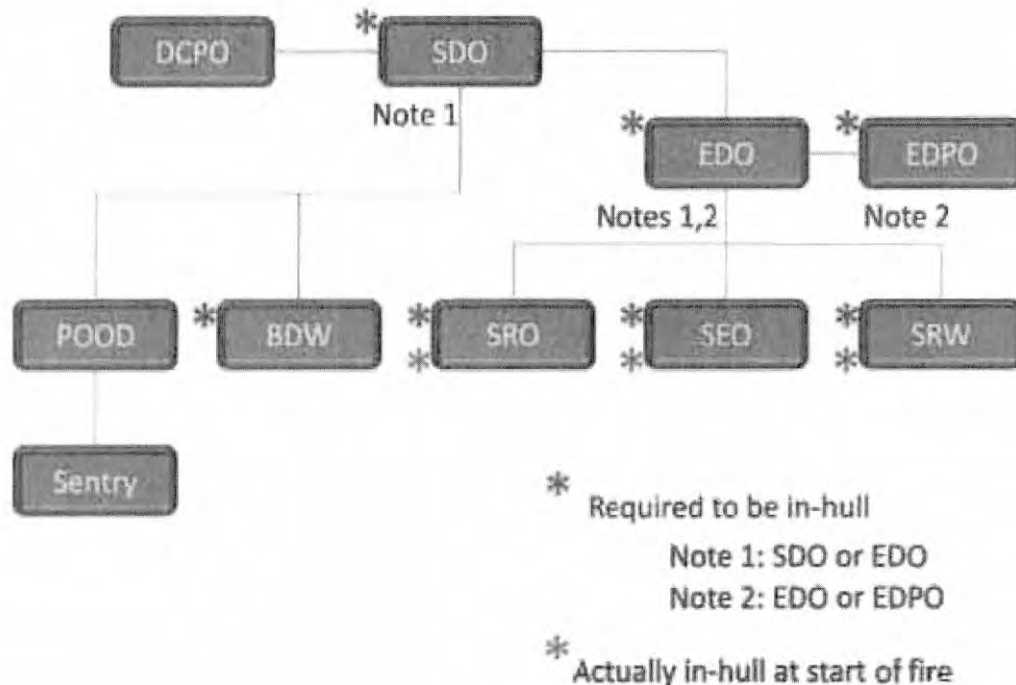 DCPO
* SDO
Note 1
* EDO
* EDPO
Notes 1,2
Note 2
POOD
* BDW
* SRO
*
* SEO
*
* SRW
*
Sentry
* Required to be in-hull
Note 1: SDO or EDO
Note 2: EDO or EDPO
* Actually in-hull at start of fire